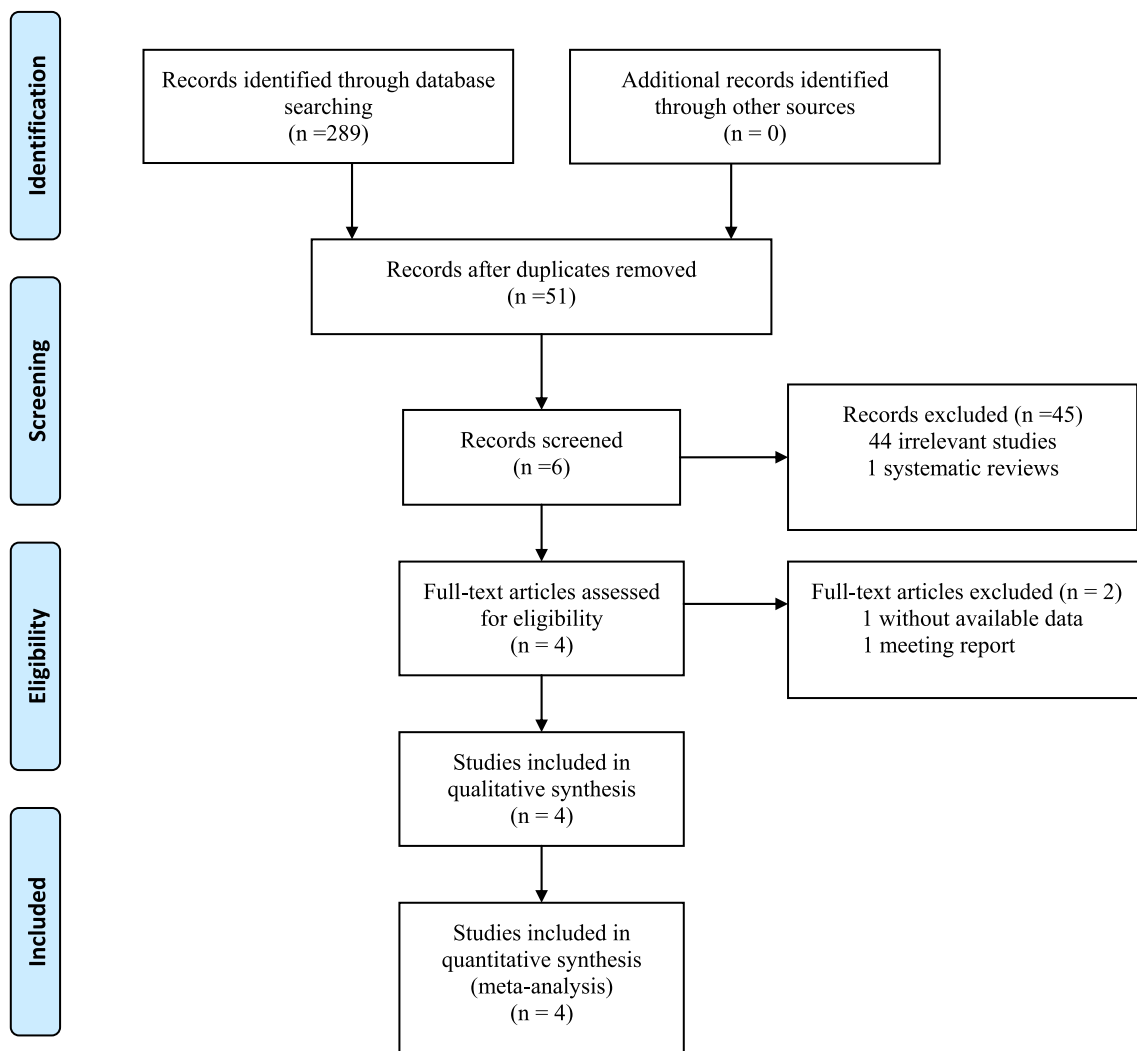 Identification
Records identified through database
searching
(n =289)
Additional records identified
through other sources
(n = 0)
Records after duplicates removed
(n =51)
Screening
Records screened
(n =6)
Records excluded (n =45)
44 irrelevant studies
1 systematic reviews
Eligibility
Full-text articles assessed
for eligibility
(n = 4)
Full-text articles excluded (n = 2)
1 without available data
1 meeting report
Studies included in
qualitative synthesis
(n = 4)
Included
Studies included in
quantitative synthesis
(meta-analysis)
(n = 4)